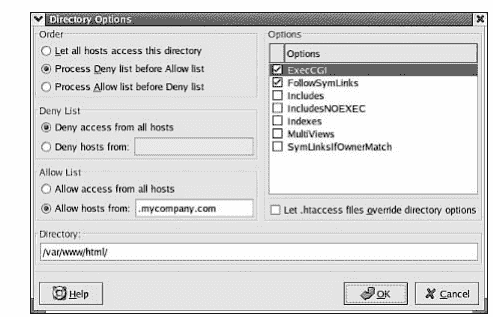 Directory Options
Order
Let all hosts access this directory
Process Deny list before Allow list
Process Allow list before Deny list
Deny List
Deny access from all hosts
Deny hosts from:
Allow List
Allow access from all hosts
Allow hosts from: .mycompany.com
Options
Options
ExecCGI
FollowSymLinks
Includes
IncludesNOEXEC
Indexes
MultiViews
SymLinksIfOwnerMatch
Let .htaccess files override directory options
Directory:
/var/www/html/
Help
OK
Cancel